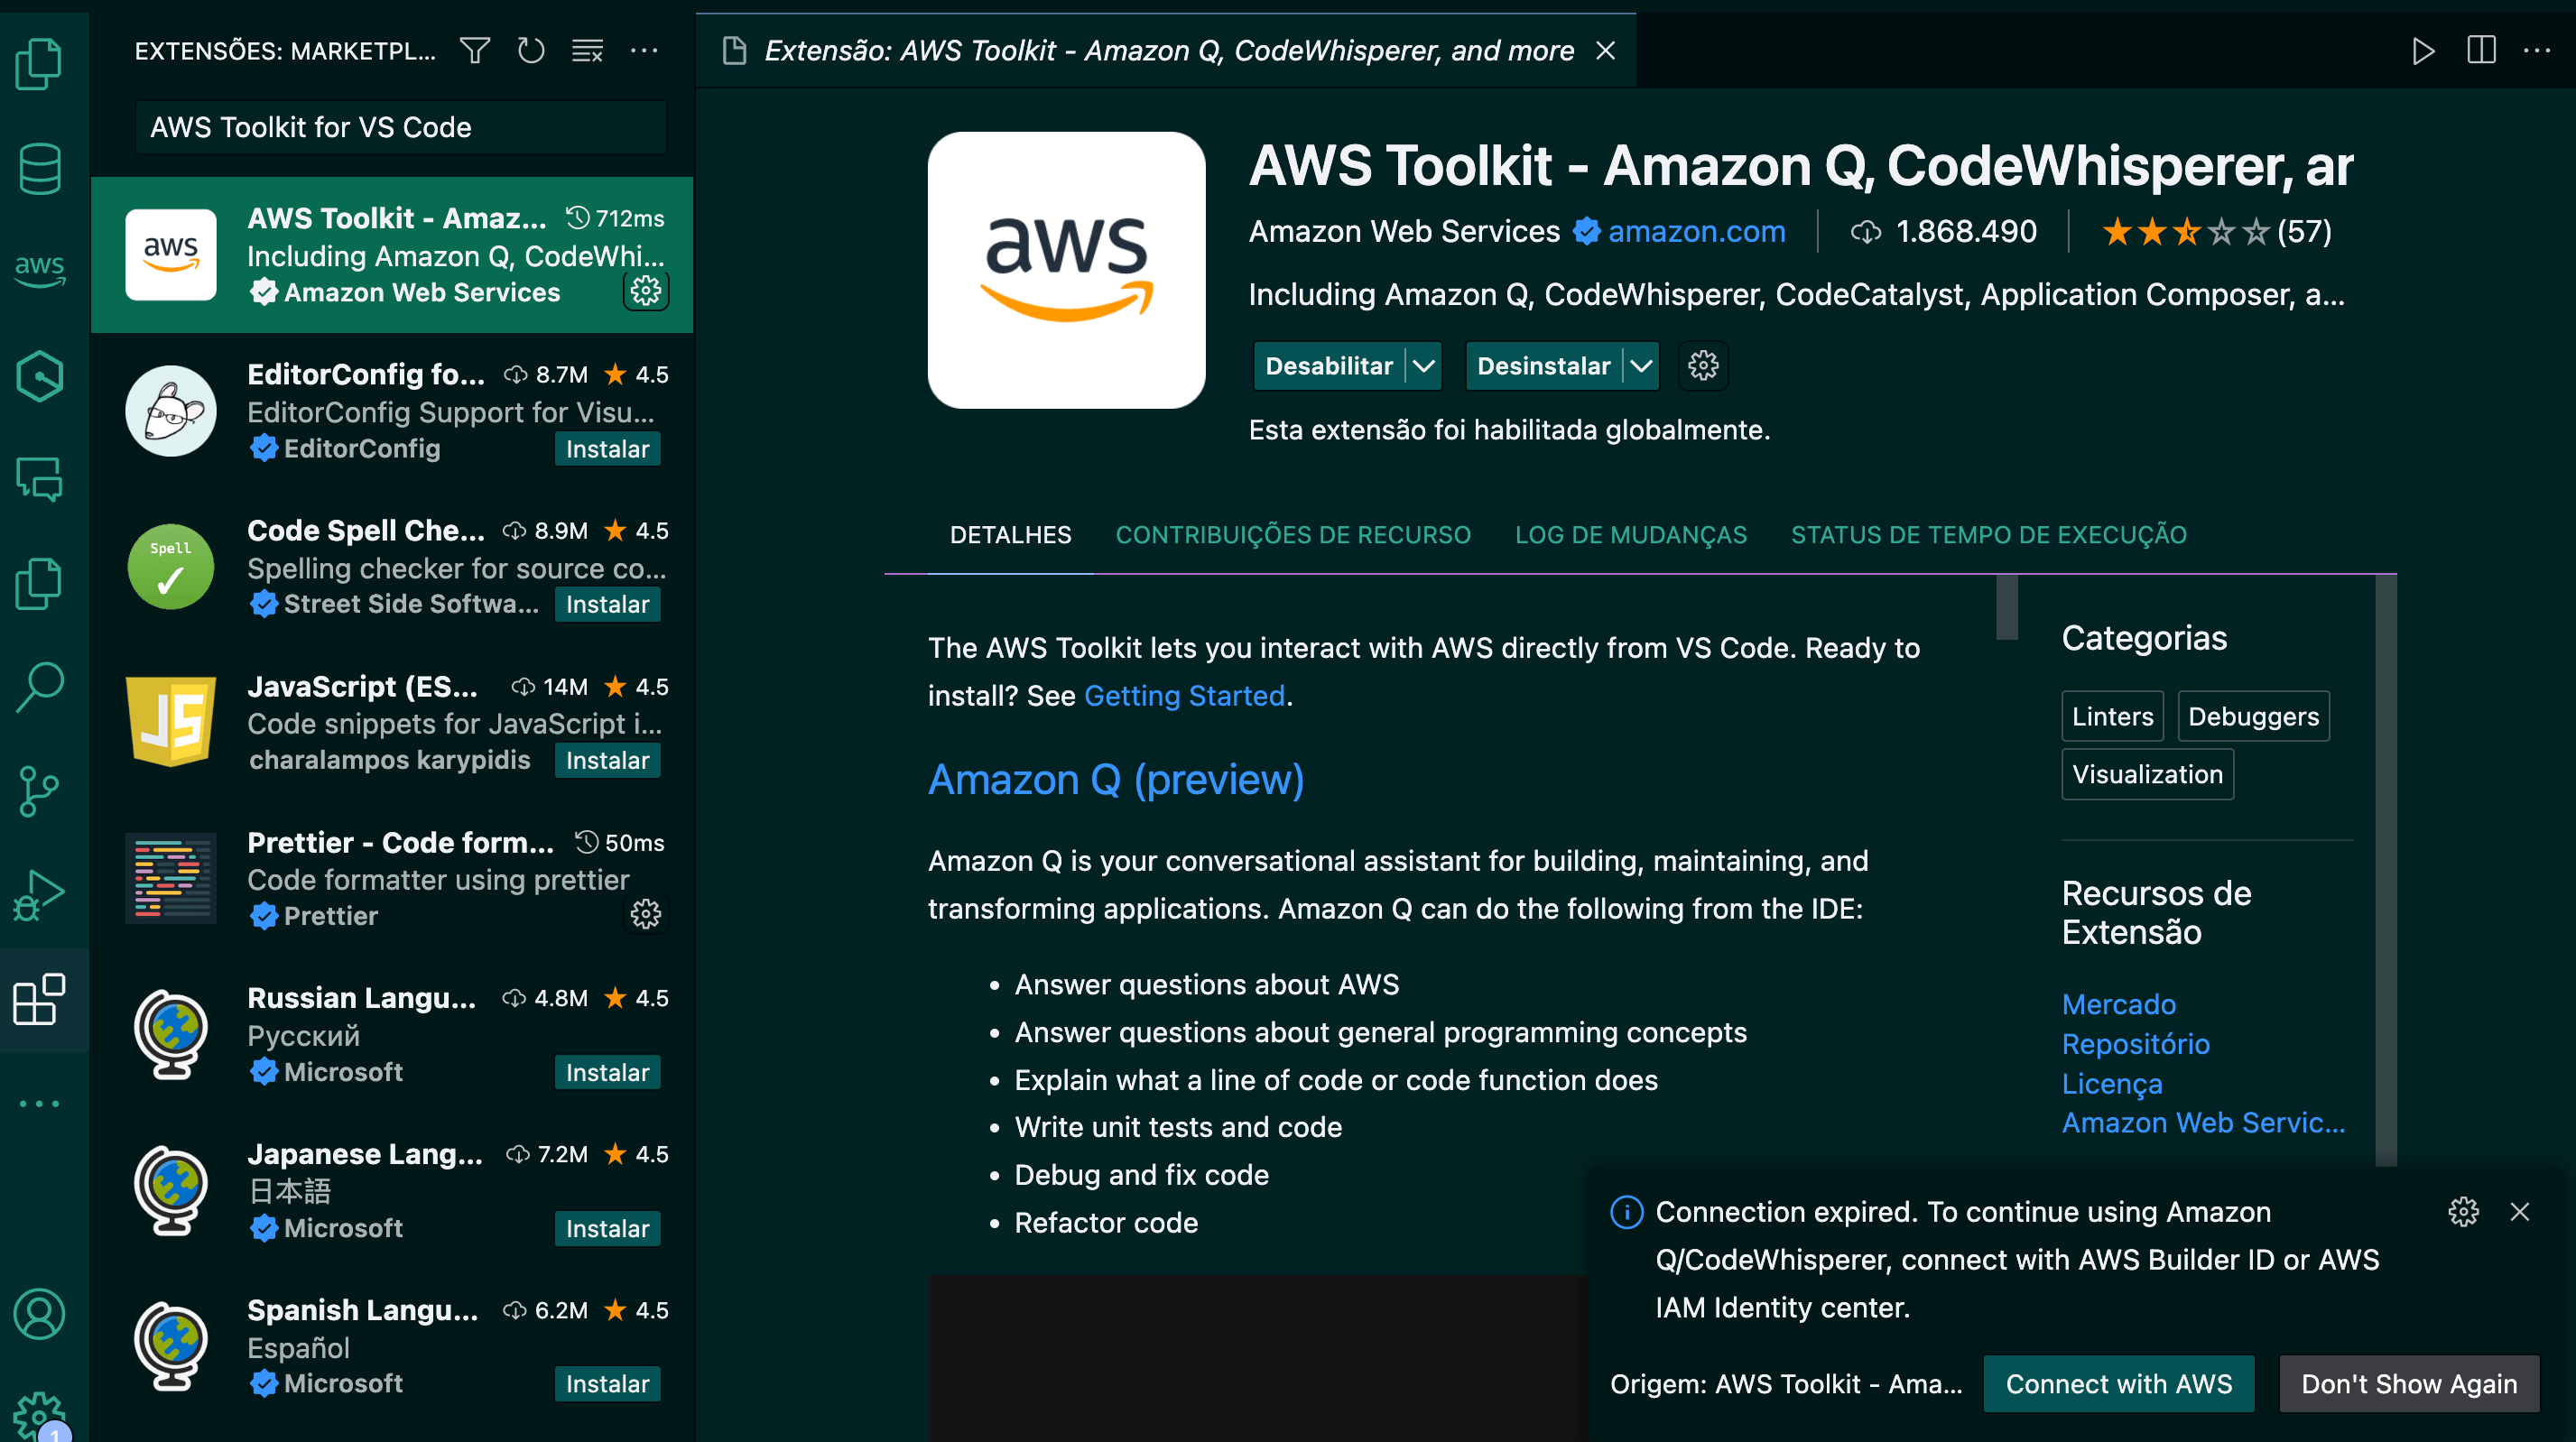 EXTENSÕES: MARKETPL...
AWS Toolkit for VS Code
aws
AWS Toolkit - Amaz... 712ms
Including Amazon Q, CodeWhi...
Amazon Web Services
aws
EditorConfig fo... 8.7M 4.5
EditorConfig Support for Visu...
EditorConfig Instalar
Spell
Code Spell Che... 8.9M 4.5
Spelling checker for source co...
Street Side Softwa... Instalar
JS
JavaScript (ES... 14M 4.5
Code snippets for JavaScript i...
charalampos karypidis Instalar
Prettier - Code form... 50ms
Code formatter using prettier
Prettier
Russian Langu... 4.8M 4.5
Русский
Microsoft Instalar
Japanese Lang... 7.2M 4.5
日本語
Microsoft Instalar
Spanish Langu... 6.2M 4.5
Español
Microsoft Instalar
1
Extensão: AWS Toolkit - Amazon Q, CodeWhisperer, and more
aws
AWS Toolkit - Amazon Q, CodeWhisperer, ar
Amazon Web Services amazon.com 1.868.490 (57)
Including Amazon Q, CodeWhisperer, CodeCatalyst, Application Composer, a...
Desabilitar Desinstalar
Esta extensão foi habilitada globalmente.
DETALHES CONTRIBUIÇÕES DE RECURSO LOG DE MUDANÇAS STATUS DE TEMPO DE EXECUÇÃO
The AWS Toolkit lets you interact with AWS directly from VS Code. Ready to
install? See Getting Started.
Amazon Q (preview)
Amazon Q is your conversational assistant for building, maintaining, and
transforming applications. Amazon Q can do the following from the IDE:
• Answer questions about AWS
• Answer questions about general programming concepts
• Explain what a line of code or code function does
• Write unit tests and code
• Debug and fix code
• Refactor code
Categorias
Linters Debuggers
Visualization
Recursos de
Extensão
Mercado
Repositório
Licença
Amazon Web Servic...
Connection expired. To continue using Amazon
Q/CodeWhisperer, connect with AWS Builder ID or AWS
IAM Identity center.
Origem: AWS Toolkit - Ama... Connect with AWS Don't Show Again